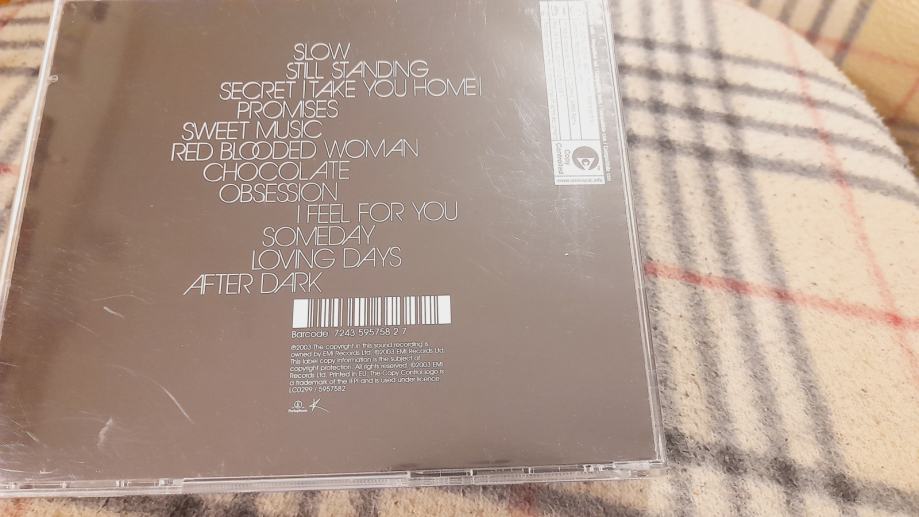 SLOW
STILL STANDING
SECRET (TAKE YOU HOME)
PROMISES
SWEET MUSIC
RED BLOODED WOMAN
CHOCOLATE
OBSESSION
I FEEL FOR YOU
SOMEDAY
LOVING DAYS
AFTER DARK
Barcode 7243 595758 2 7
℗2003 The copyright in this sound recording is
owned by EMI Records Ltd. ©2003 EMI Records Ltd.
This label copy information is the subject of
copyright protection. All rights reserved. ©2003 EMI
Records Ltd. Printed in EU. The Copy Control logo is
a trademark of the IFPI and is used under licence
LC0299 / 5957582
Parlophone
Copy
Controlled